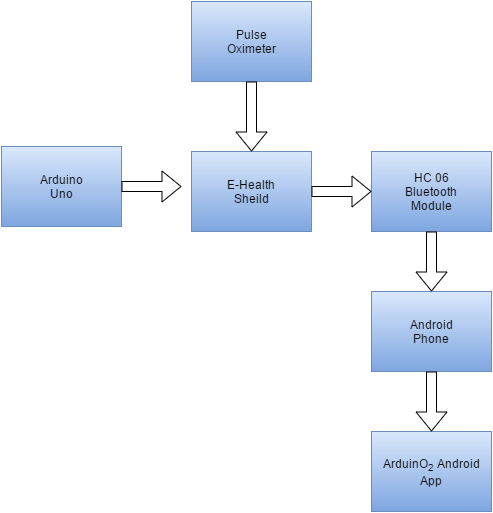 Pulse
Oximeter
Arduino
Uno
E-Health
Sheild
HC 06
Bluetooth
Module
Android
Phone
ArduinO₂ Android
App